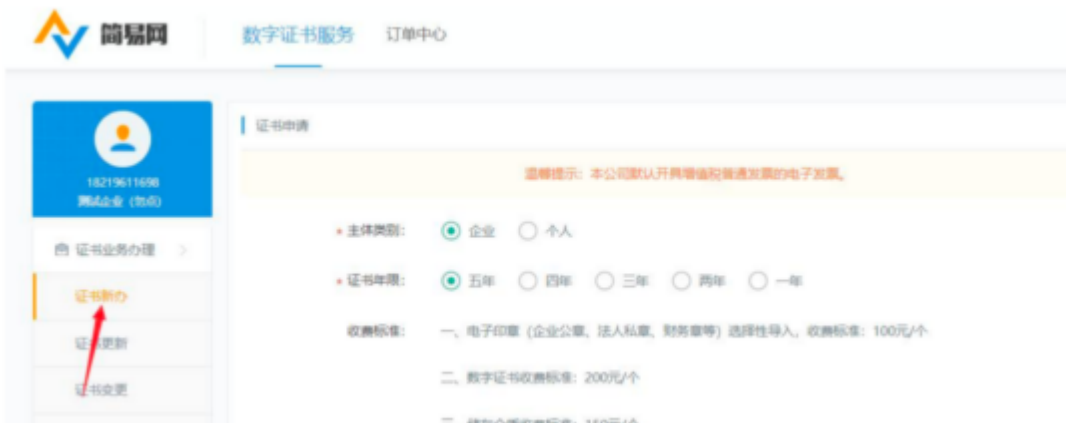 简易网
数字证书服务
订单中心
18219611698
测试企业（勿点）
证书业务办理
证书新办
证书更新
证书变更
证书申请
温馨提示：本公司默认开具增值税普通发票的电子发票。
* 主体类别： 企业 个人
* 证书年限： 五年 四年 三年 两年 一年
收费标准： 一、电子印章（企业公章、法人私章、财务章等）选择性导入，收费标准：100元/个
二、数字证书收费标准：200元/个